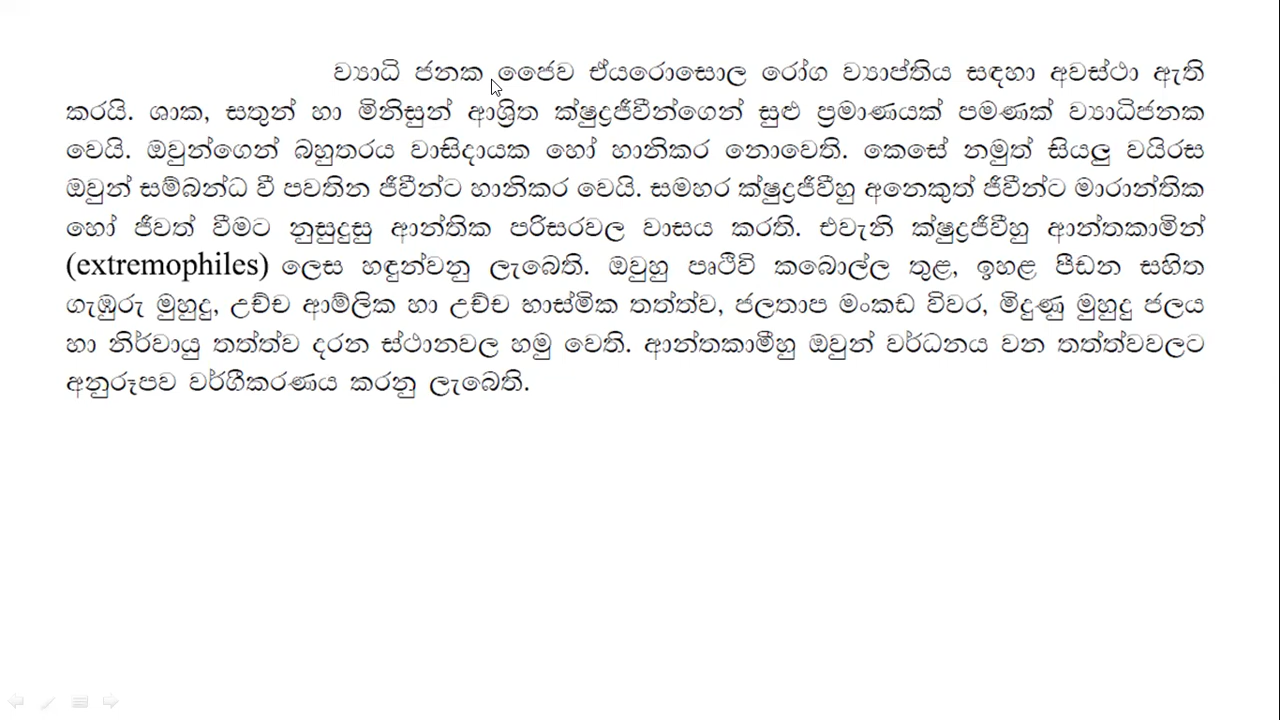 ව්‍යාධි ජනක ජෛව ඒයරොසොල රෝග ව්‍යාප්තිය සඳහා අවස්ථා ඇති
කරයි. ශාක, සතුන් හා මිනිසුන් ආශ්‍රිත ක්ෂුද්‍රජීවීන්ගෙන් සුළු ප්‍රමාණයක් පමණක් ව්‍යාධිජනක
වෙයි. ඔවුන්ගෙන් බහුතරය වාසිදායක හෝ හානිකර නොවෙති. කෙසේ නමුත් සියලු වයිරස
ඔවුන් සම්බන්ධ වී පවතින ජීවීන්ට හානිකර වෙයි. සමහර ක්ෂුද්‍රජීවීහු අනෙකුත් ජීවීන්ට මාරාන්තික
හෝ ජීවත් වීමට නුසුදුසු ආන්තික පරිසරවල වාසය කරති. එවැනි ක්ෂුද්‍රජීවීහු ආන්තකාමීන්
(extremophiles) ලෙස හඳුන්වනු ලැබෙති. ඔවුහු පෘථිවි කබොල්ල තුළ, ඉහළ පීඩන සහිත
ගැඹුරු මුහුදු, උච්ච ආම්ලික හා උච්ච භාස්මික තත්ත්ව, ජලතාප මංකඩ විවර, මිදුණු මුහුදු ජලය
හා නිර්වායු තත්ත්ව දරන ස්ථානවල හමු වෙති. ආන්තකාමීහු ඔවුන් වර්ධනය වන තත්ත්වවලට
අනුරූපව වර්ගීකරණය කරනු ලැබෙති.